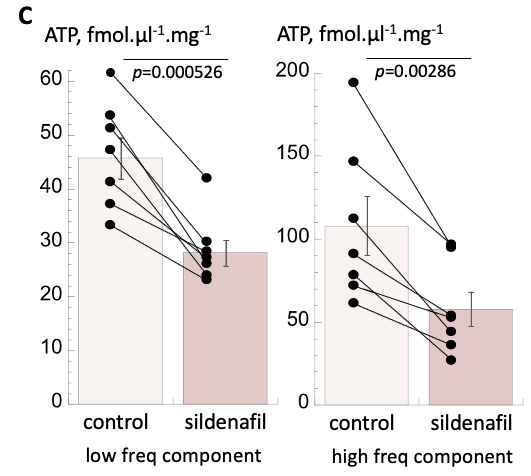 C
ATP, fmol.µl⁻¹.mg⁻¹
p=0.000526
60
50
40
30
20
10
0
control sildenafil
low freq component
ATP, fmol.µl⁻¹.mg⁻¹
p=0.00286
200
150
100
50
0
control sildenafil
high freq component